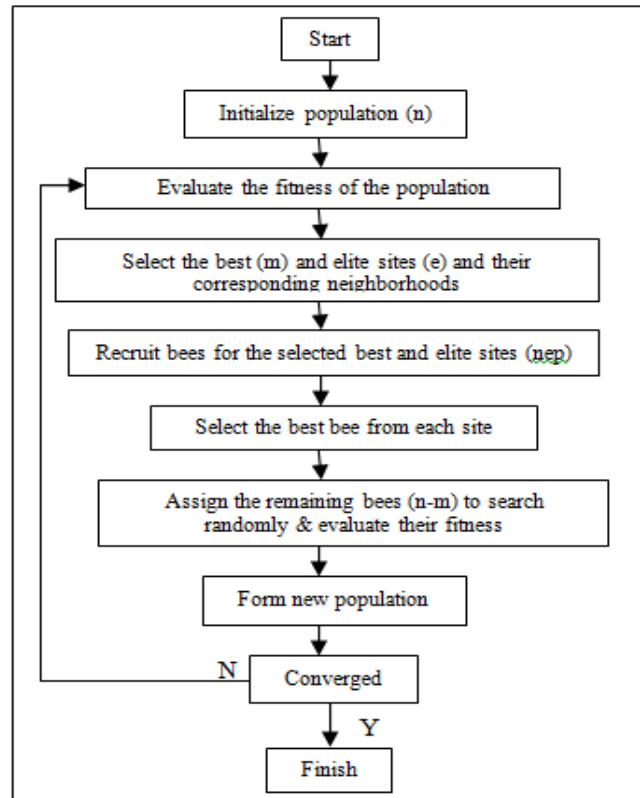 Start
Initialize population (n)
Evaluate the fitness of the population
Select the best (m) and elite sites (e) and their
corresponding neighborhoods
Recruit bees for the selected best and elite sites (nep)
Select the best bee from each site
Assign the remaining bees (n-m) to search
randomly & evaluate their fitness
Form new population
N
Converged
Y
Finish